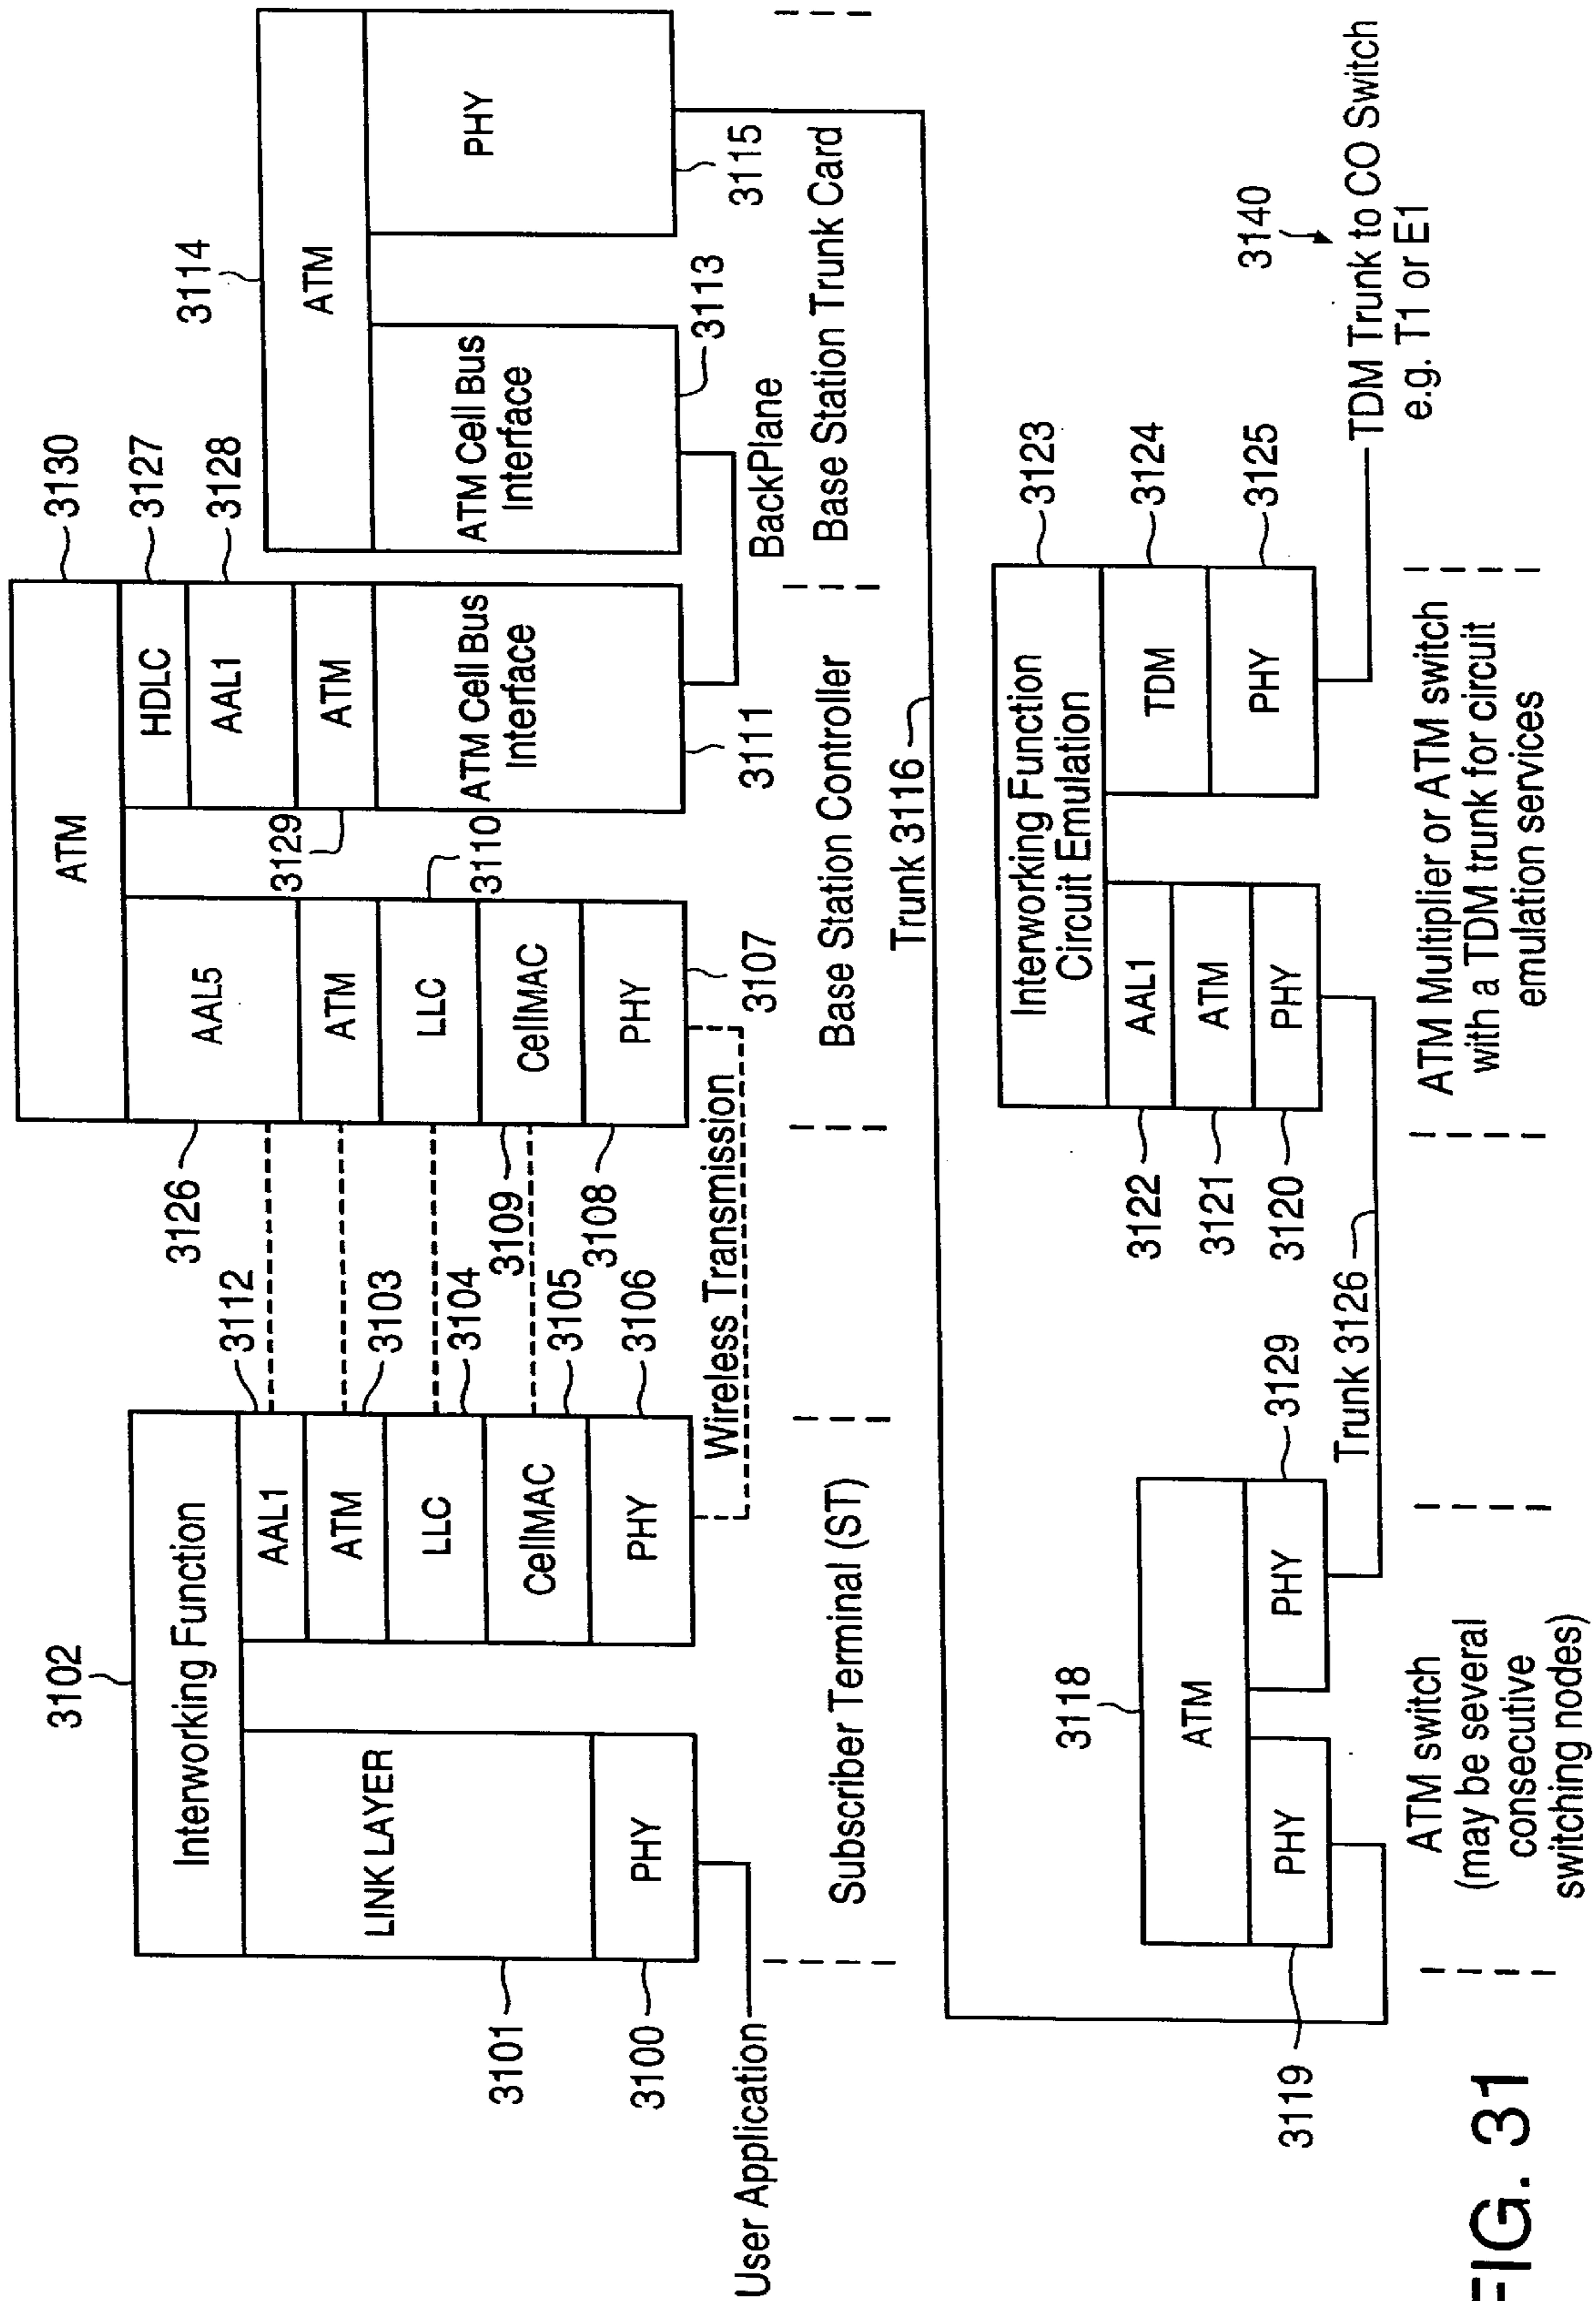 3102
Interworking Function
LINK LAYER
PHY
AAL1
ATM
LLC
CellMAC
PHY
3101
3100
User Application
3112
3103
3104
3105
3106
Wireless Transmission
Subscriber Terminal (ST)
3130
ATM
AAL5
ATM
LLC
CellMAC
PHY
HDLC
AAL1
ATM
ATM Cell Bus
Interface
3126
3109
3108
3107
3129
3110
3111
3127
3128
Base Station Controller
3114
ATM
ATM Cell Bus
Interface
PHY
3113
3115
BackPlane
Base Station Trunk Card
Trunk 3116
3118
ATM
PHY
PHY
3119
3129
ATM switch
(may be several
consecutive
switching nodes)
Trunk 3126
Interworking Function
Circuit Emulation
AAL1
ATM
PHY
TDM
PHY
3122
3121
3120
3123
3124
3125
ATM Multiplier or ATM switch
with a TDM trunk for circuit
emulation services
3140
TDM Trunk to CO Switch
e.g. T1 or E1
FIG. 31